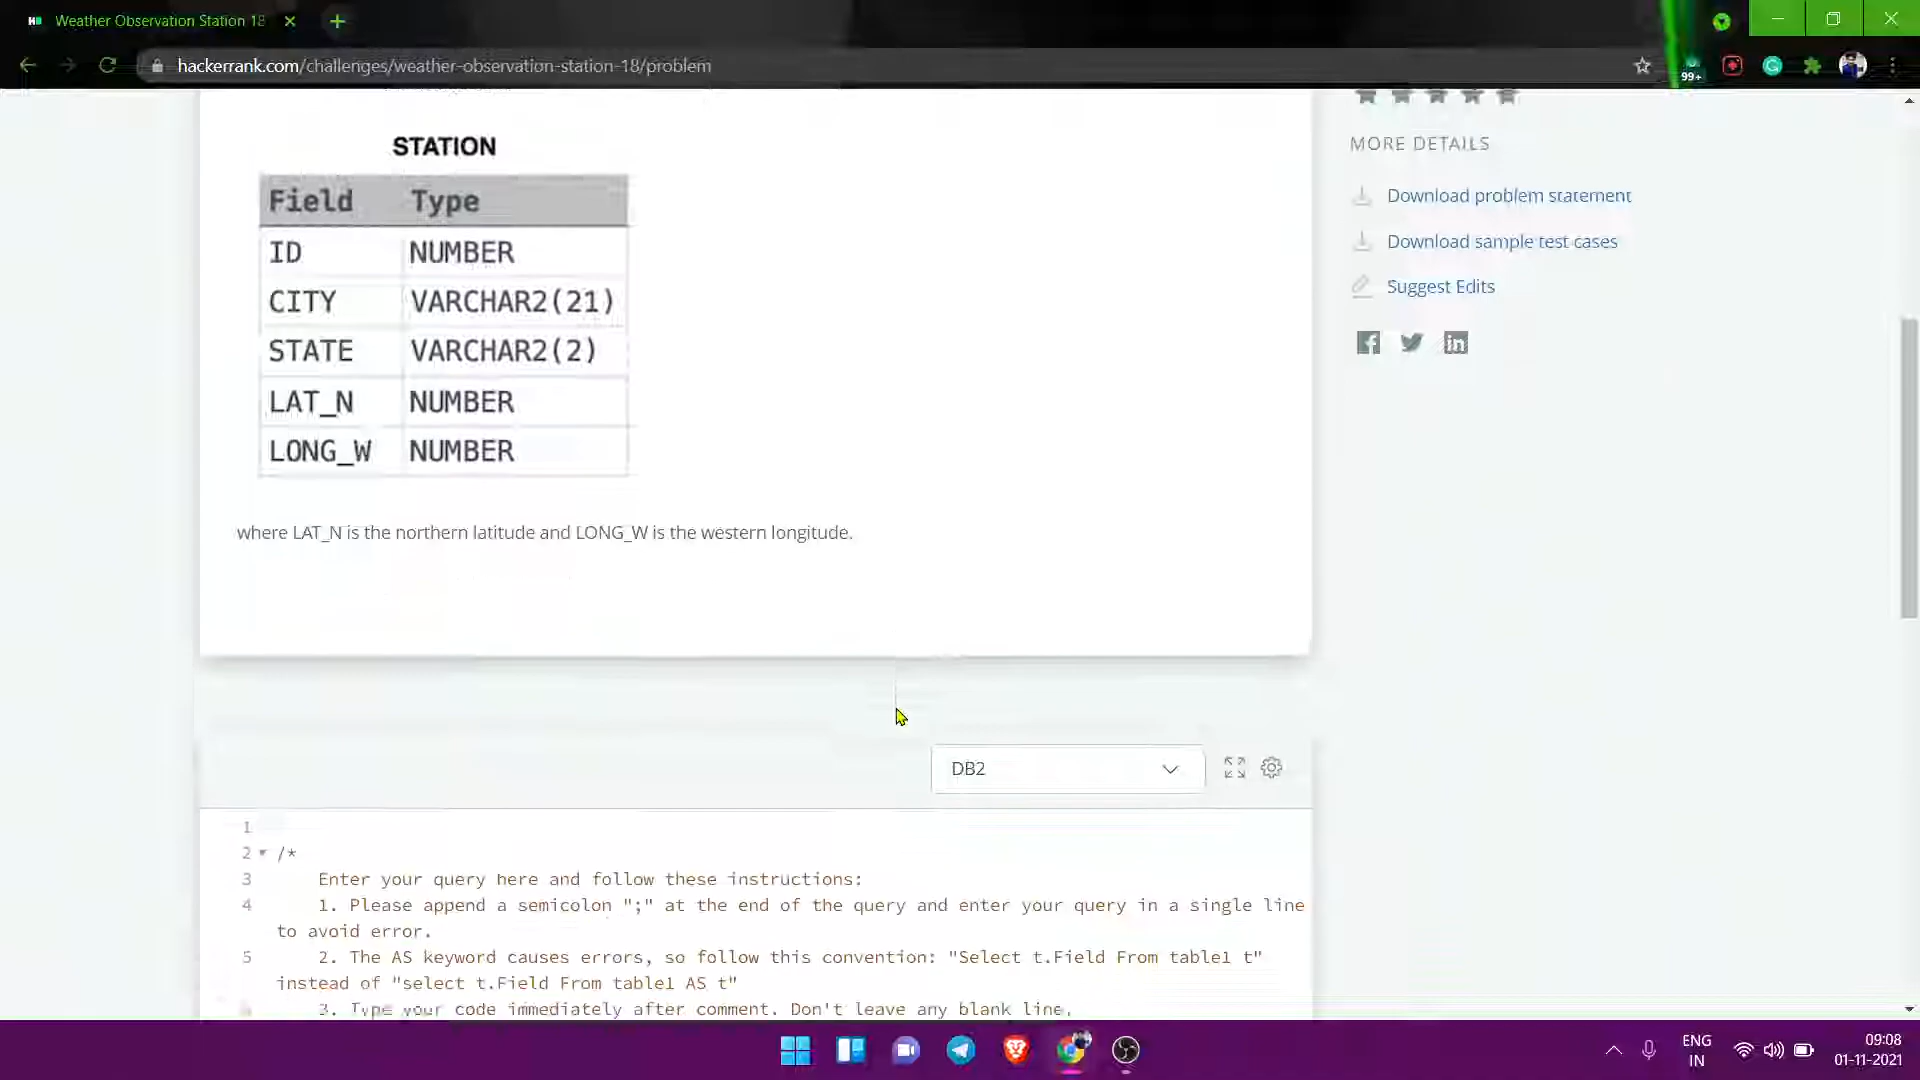 Weather Observation Station 18
hackerrank.com/challenges/weather-observation-station-18/problem
99+
STATION
Field Type
ID NUMBER
CITY VARCHAR2(21)
STATE VARCHAR2(2)
LAT_N NUMBER
LONG_W NUMBER
where LAT_N is the northern latitude and LONG_W is the western longitude.
MORE DETAILS
Download problem statement
Download sample test cases
Suggest Edits
DB2
1
2 /*
3 Enter your query here and follow these instructions:
4 1. Please append a semicolon ";" at the end of the query and enter your query in a single line
to avoid error.
5 2. The AS keyword causes errors, so follow this convention: "Select t.Field From table1 t"
instead of "select t.Field From table1 AS t"
3. Type your code immediately after comment. Don't leave any blank line.
ENG
IN
09:08
01-11-2021